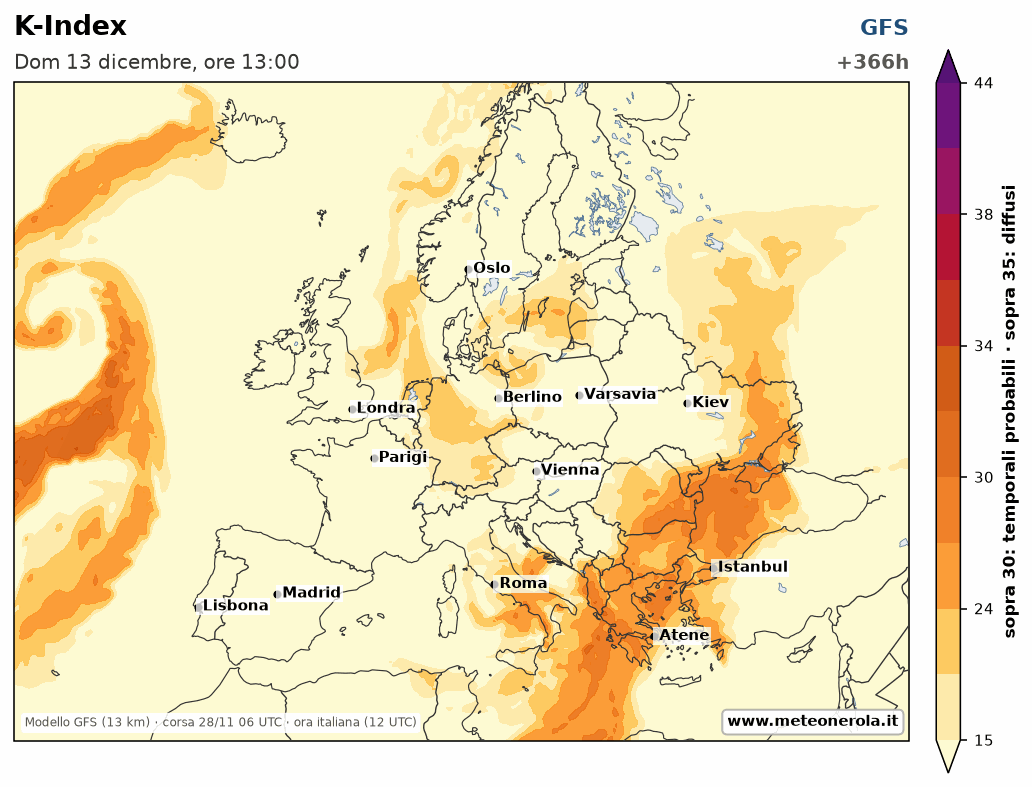 K-Index
GFS
Dom 13 dicembre, ore 13:00
+366h
44
38
34
30
24
15
sopra 30: temporali probabili · sopra 35: diffusi
Oslo
Londra
Berlino
Varsavia
Kiev
Parigi
Vienna
Istanbul
Roma
Madrid
Lisbona
Atene
Modello GFS (13 km) · corsa 28/11 06 UTC · ora italiana (12 UTC)
www.meteonerola.it